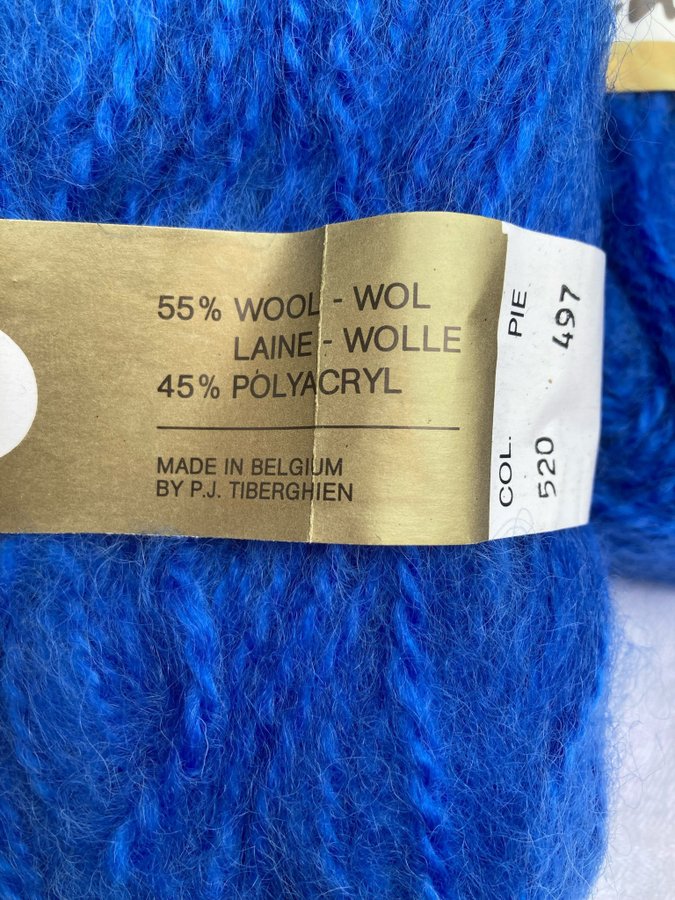 55% WOOL - WOL
LAINE - WOLLE
45% POLYACRYL
MADE IN BELGIUM
BY P.J. TIBERGHIEN
COL. PIE
520 497